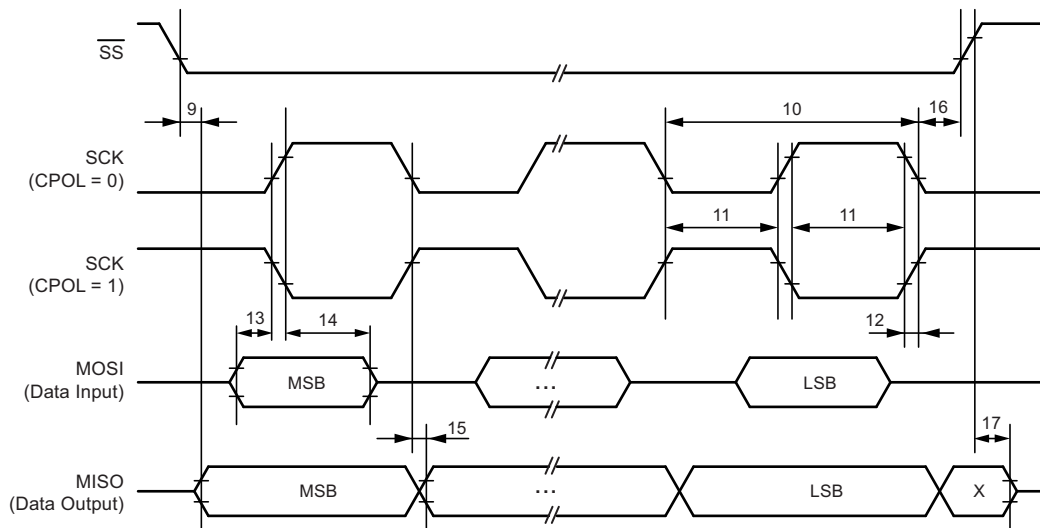 SS
9
10
16
SCK
(CPOL = 0)
11
11
SCK
(CPOL = 1)
13
14
12
MOSI
(Data Input)
MSB
...
LSB
15
17
MISO
(Data Output)
MSB
...
LSB
X